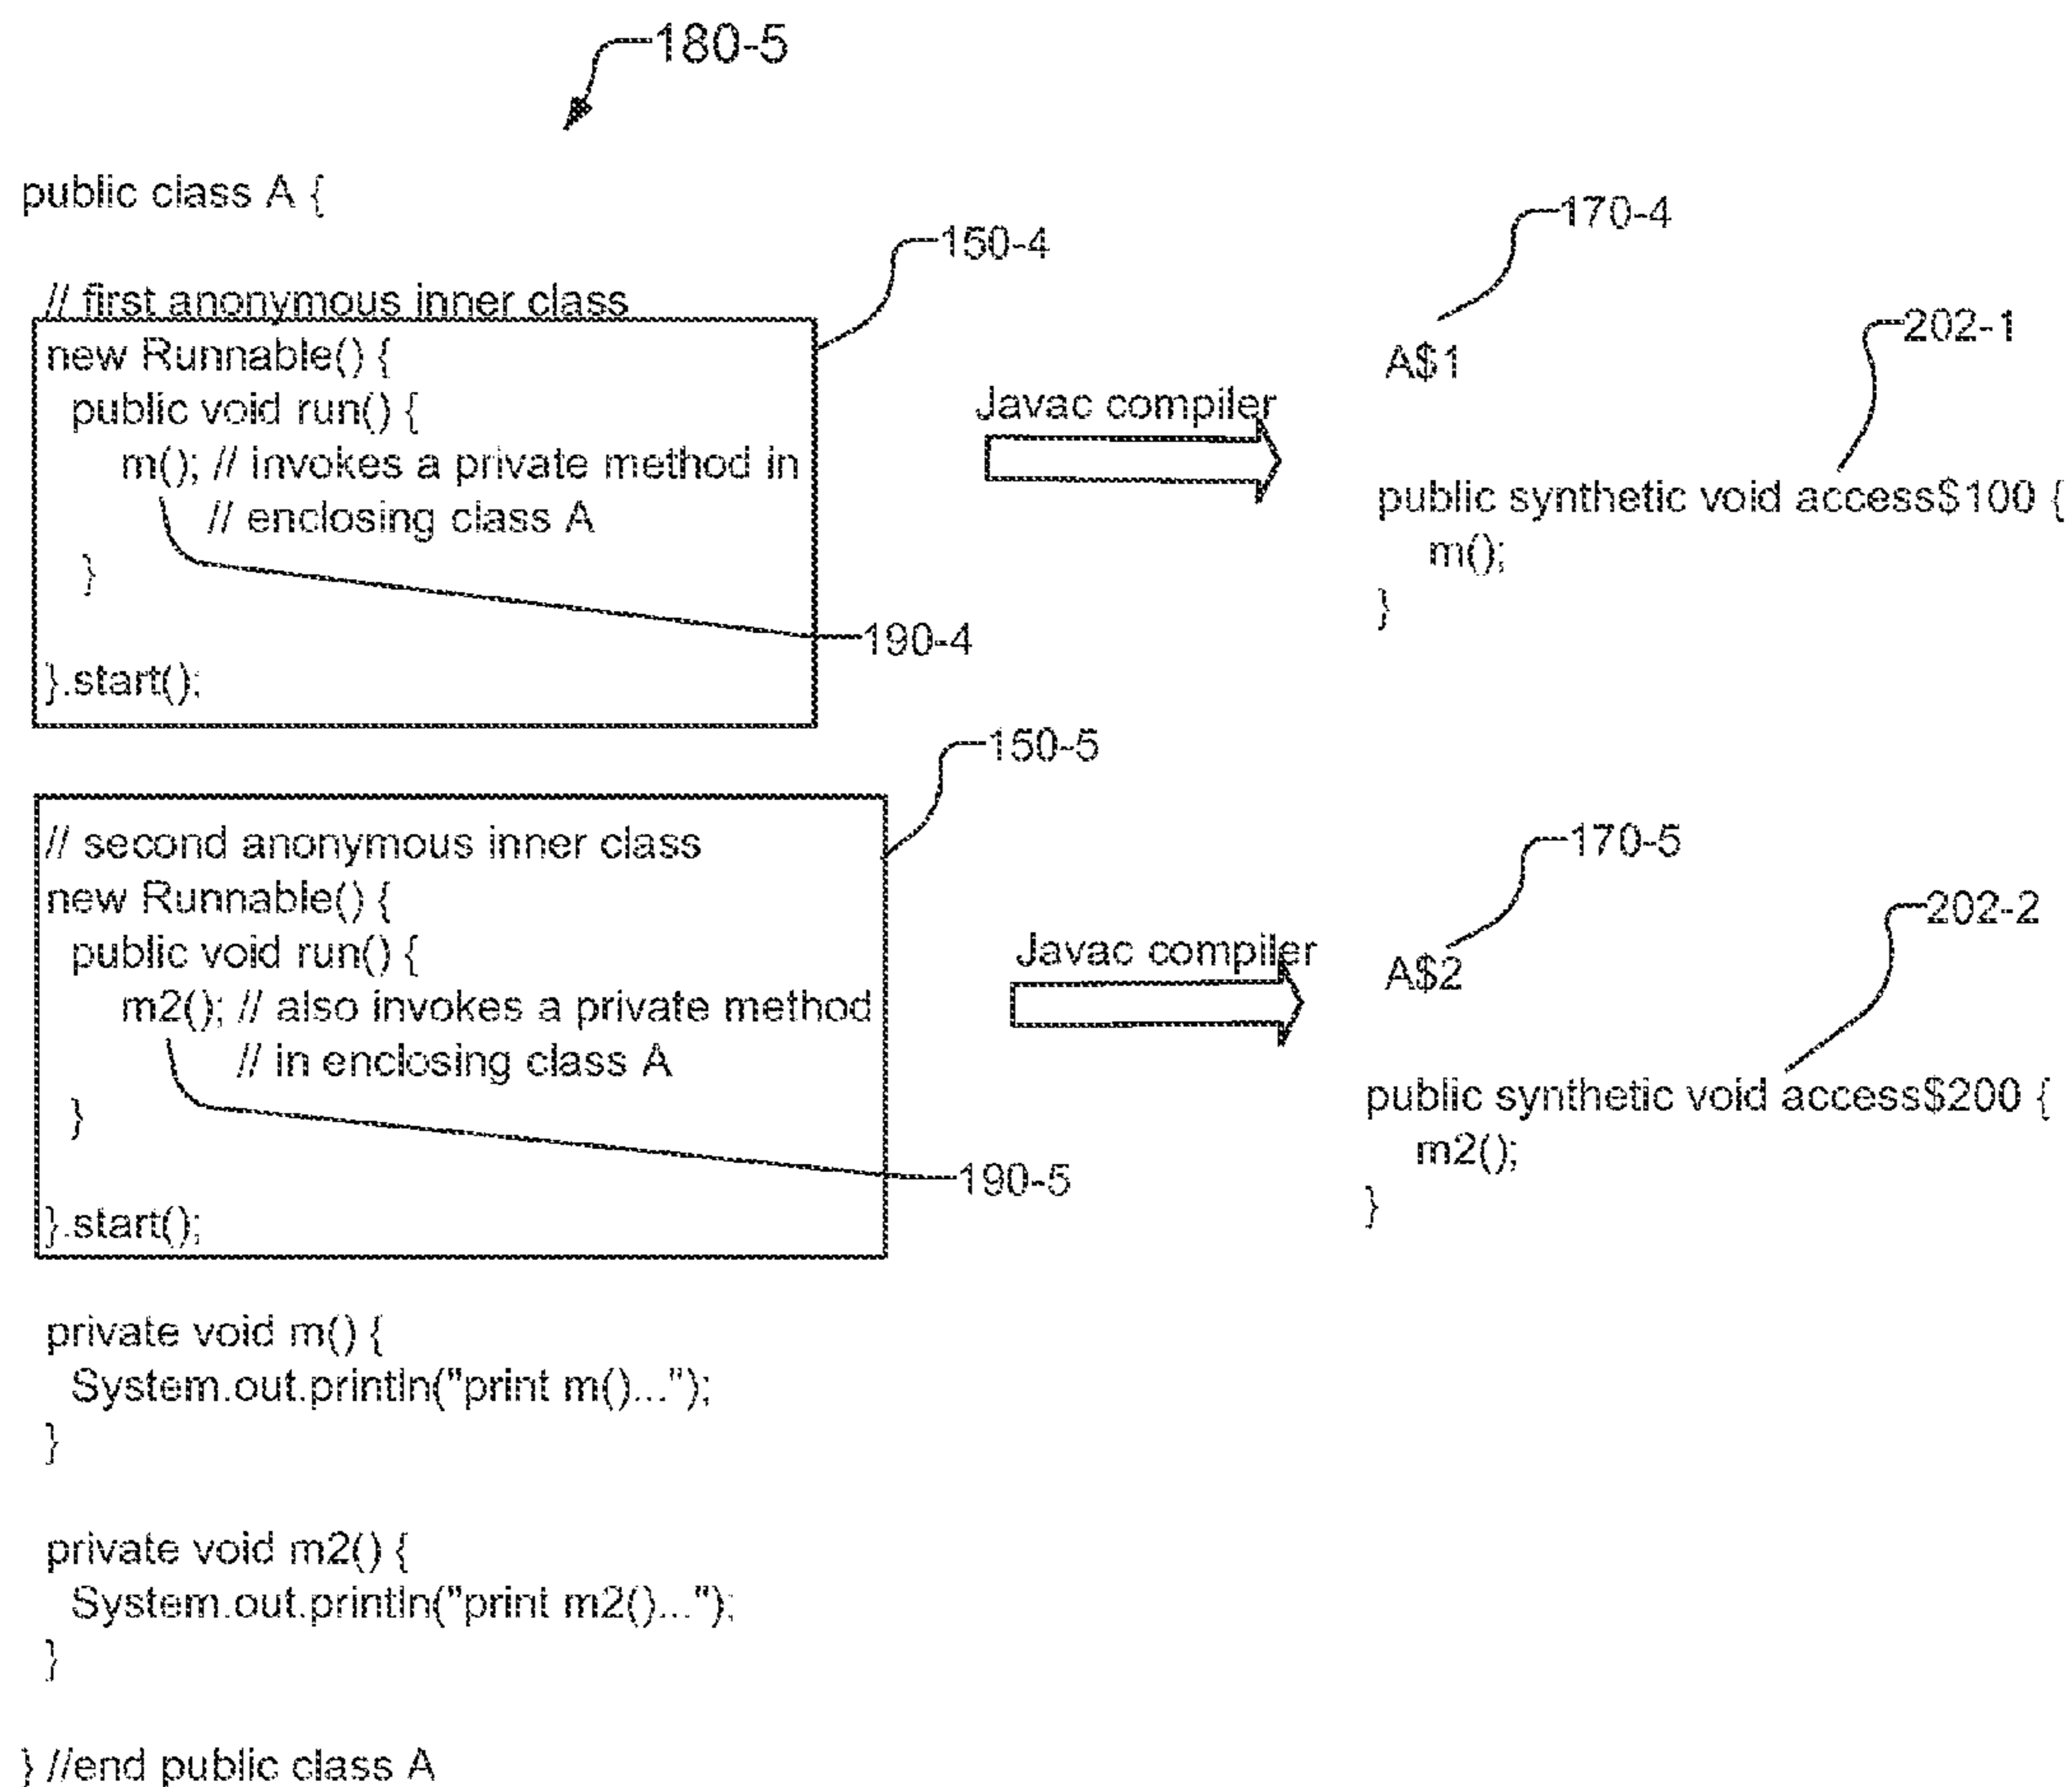 180-5
public class A {
// first anonymous inner class
new Runnable() {
public void run() {
m(); // invokes a private method in
// enclosing class A
}
}.start();
150-4
190-4
Javac compiler
170-4
A$1
202-1
public synthetic void access$100 {
m();
}
150-5
// second anonymous inner class
new Runnable() {
public void run() {
m2(); // also invokes a private method
// in enclosing class A
}
}.start();
190-5
Javac compiler
170-5
A$2
202-2
public synthetic void access$200 {
m2();
}
private void m() {
System.out.println("print m()...");
}
private void m2() {
System.out.println("print m2()...");
}
} //end public class A